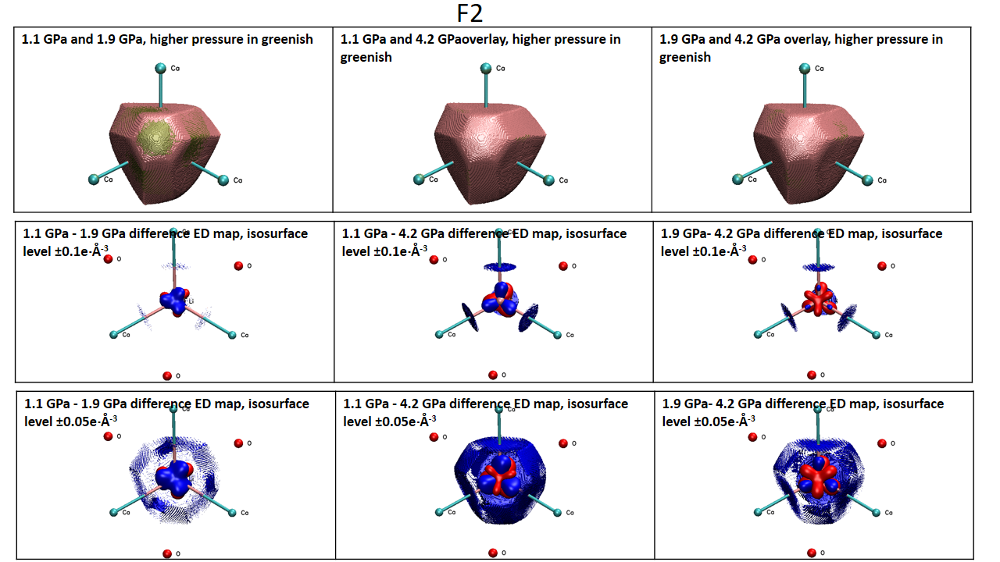 F2
1.1 GPa and 1.9 GPa, higher pressure in greenish
Ca
Ca
Ca
1.1 GPa and 4.2 GPaoverlay, higher pressure in
greenish
Ca
Ca
Ca
1.9 GPa and 4.2 GPa overlay, higher pressure in
greenish
Ca
Ca
Ca
1.1 GPa - 1.9 GPa difference ED map, isosurface
level ±0.1e·Å-3
Ca
O
O
Li
Ca
Ca
O
1.1 GPa - 4.2 GPa difference ED map, isosurface
level ±0.1e·Å-3
Ca
O
O
Ca
Ca
O
1.9 GPa- 4.2 GPa difference ED map, isosurface
level ±0.1e·Å-3
Ca
O
O
Ca
Ca
O
1.1 GPa - 1.9 GPa difference ED map, isosurface
level ±0.05e·Å-3
Ca
O
O
Ca
Ca
O
1.1 GPa - 4.2 GPa difference ED map, isosurface
level ±0.05e·Å-3
Ca
O
O
Ca
Ca
O
1.9 GPa- 4.2 GPa difference ED map, isosurface
level ±0.05e·Å-3
Ca
O
O
Ca
Ca
O